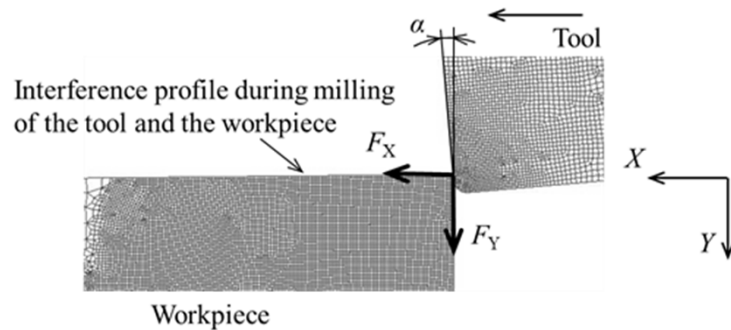 α
Tool
Interference profile during milling
of the tool and the workpiece
FX
X
FY
Y
Workpiece